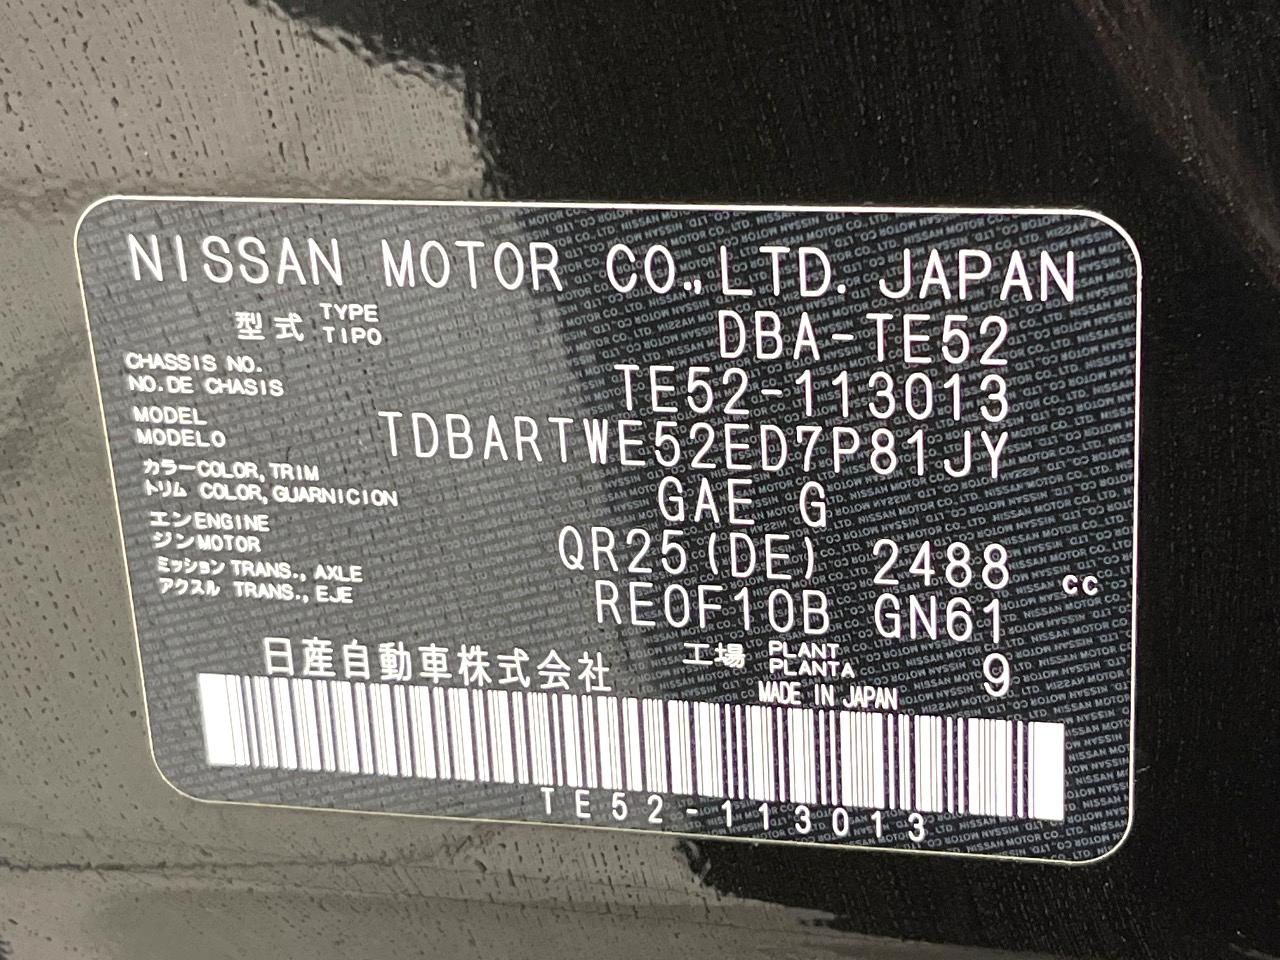 NISSAN MOTOR CO., LTD. JAPAN
型式 TYPE TIPO DBA-TE52
CHASSIS NO. NO. DE CHASIS TE52-113013
MODEL MODELO TDBARTWE52ED7P81JY
カラー COLOR, TRIM
トリム COLOR, GUARNICION GAE G
エン ENGINE
ジン MOTOR QR25(DE) 2488 cc
ミッション TRANS., AXLE
アクスル TRANS., EJE RE0F10B GN61
日産自動車株式会社 工場 PLANT PLANTA 9
MADE IN JAPAN
TE52-113013